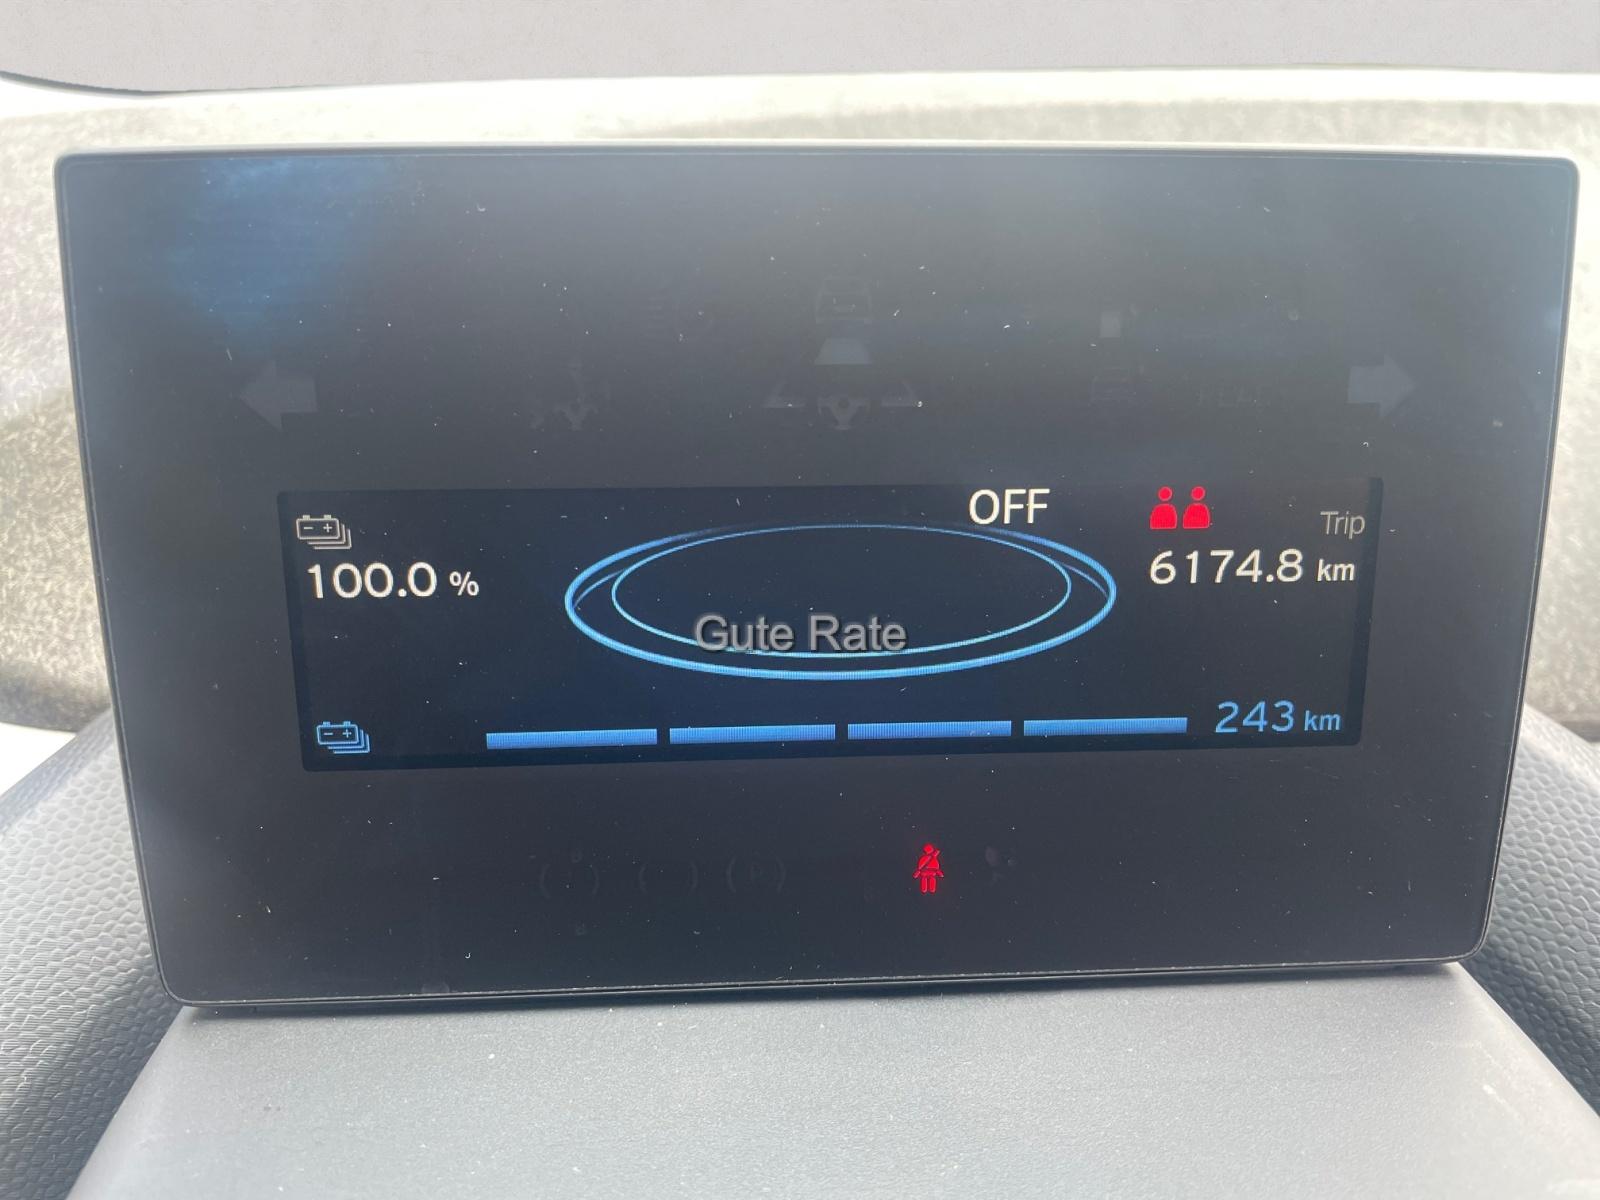 OFF
Trip
100.0 %
6174.8 km
Gute Rate
243 km